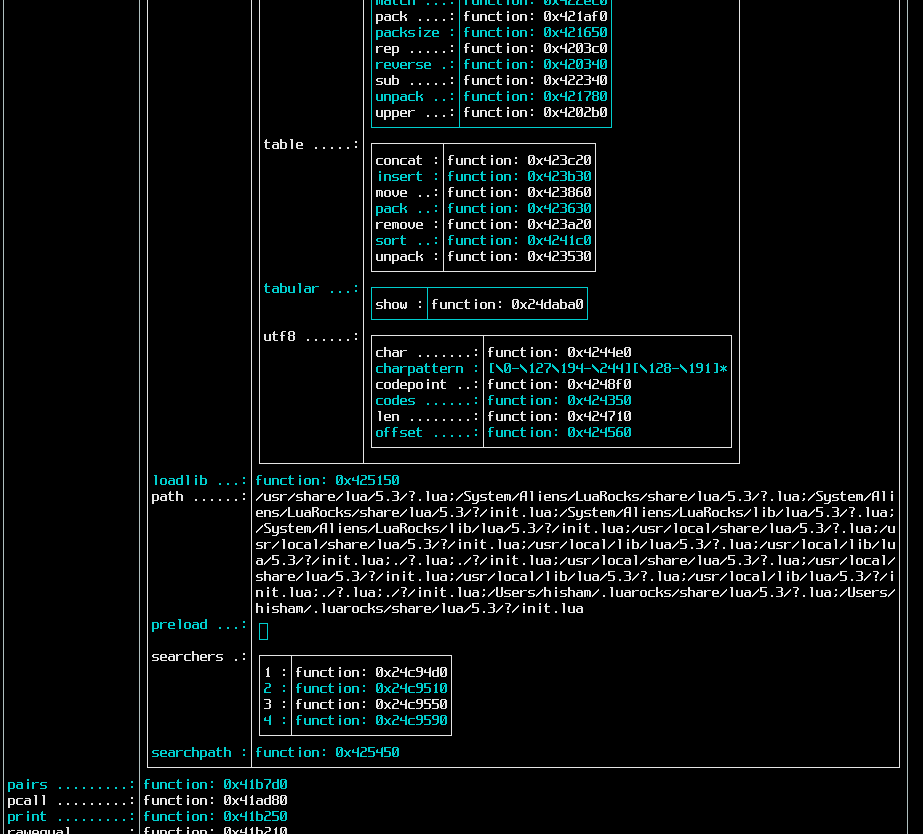 match ...: function: 0x422ec0
pack ....: function: 0x421af0
packsize : function: 0x421650
rep .....: function: 0x4203c0
reverse .: function: 0x420340
sub .....: function: 0x422340
unpack ..: function: 0x421780
upper ...: function: 0x4202b0
table .....:
concat : function: 0x423c20
insert : function: 0x423b30
move ..: function: 0x423860
pack ..: function: 0x423630
remove : function: 0x423a20
sort ..: function: 0x4241c0
unpack : function: 0x423530
tabular ...:
show : function: 0x24daba0
utf8 ......:
char .......: function: 0x4244e0
charpattern : [\0-\127\194-\244][\128-\191]*
codepoint ..: function: 0x4248f0
codes ......: function: 0x424350
len ........: function: 0x424710
offset .....: function: 0x424560
loadlib ...: function: 0x425150
path ......: /usr/share/lua/5.3/?.lua;/System/Aliens/LuaRocks/share/lua/5.3/?.lua;/System/Ali
ens/LuaRocks/share/lua/5.3/?/init.lua;/System/Aliens/LuaRocks/lib/lua/5.3/?.lua;
/System/Aliens/LuaRocks/lib/lua/5.3/?/init.lua;/usr/local/share/lua/5.3/?.lua;/u
sr/local/share/lua/5.3/?/init.lua;/usr/local/lib/lua/5.3/?.lua;/usr/local/lib/lu
a/5.3/?/init.lua;./?.lua;./?/init.lua;/usr/local/share/lua/5.3/?.lua;/usr/local/
share/lua/5.3/?/init.lua;/usr/local/lib/lua/5.3/?.lua;/usr/local/lib/lua/5.3/?/i
nit.lua;./?.lua;./?/init.lua;/Users/hisham/.luarocks/share/lua/5.3/?.lua;/Users/
hisham/.luarocks/share/lua/5.3/?/init.lua
preload ...:
searchers .:
1 : function: 0x24c94d0
2 : function: 0x24c9510
3 : function: 0x24c9550
4 : function: 0x24c9590
searchpath : function: 0x425450
pairs .........: function: 0x41b7d0
pcall .........: function: 0x41ad80
print .........: function: 0x41b250
rawequal ......: function: 0x41b210